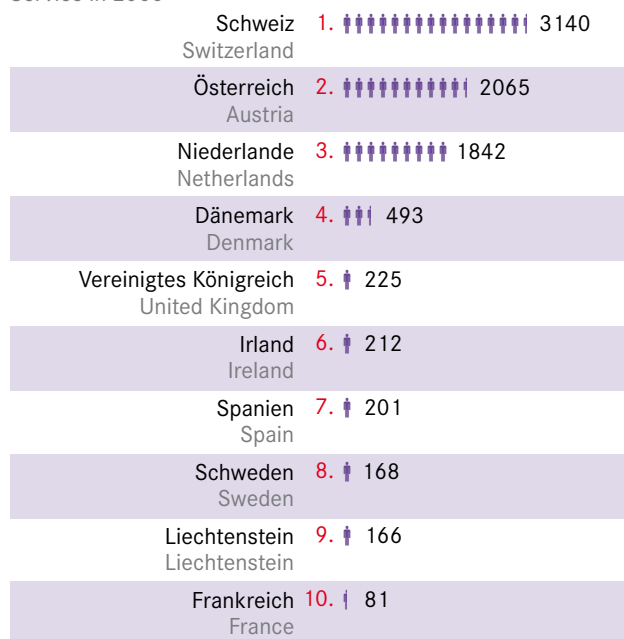 Schweiz 1. 3140
Switzerland
Österreich 2. 2065
Austria
Niederlande 3. 1842
Netherlands
Dänemark 4. 493
Denmark
Vereinigtes Königreich 5. 225
United Kingdom
Irland 6. 212
Ireland
Spanien 7. 201
Spain
Schweden 8. 168
Sweden
Liechtenstein 9. 166
Liechtenstein
Frankreich 10. 81
France